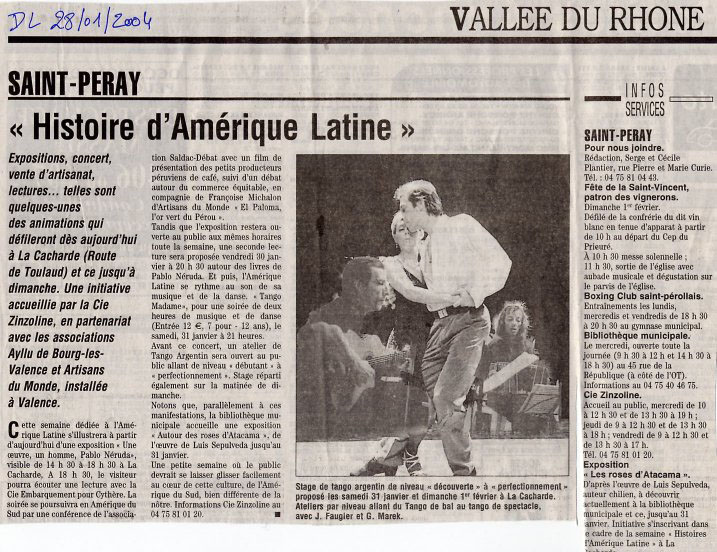 DL 28/01/2004
VALLEE DU RHONE
SAINT-PERAY
« Histoire d'Amérique Latine »
Expositions, concert,
vente d'artisanat,
lectures... telles sont
quelques-unes
des animations qui
défileront dès aujourd'hui
à La Cacharde (Route
de Toulaud) et ce jusqu'à
dimanche. Une initiative
accueillie par la Cie
Zinzoline, en partenariat
avec les associations
Ayllu de Bourg-les-
Valence et Artisans
du Monde, installée
à Valence.
Cette semaine dédiée à l'Amé-
rique Latine s'illustrera à partir
d'aujourd'hui d'une exposition « Une
œuvre, un homme, Pablo Néruda»,
visible de 14 h 30 à 18 h 30 à La
Cacharde, A 18 h 30, le visiteur
pourra écouter une lecture avec la
Cie Embarquement pour Cythère. La
soirée se poursuivra en Amérique du
Sud par une conférence de l'associa-
tion Saldac-Débat avec un film de
présentation des petits producteurs
péruviens de café, suivi d'un débat
autour du commerce équitable, en
compagnie de Françoise Michalon
d'Artisans du Monde « El Paloma,
l'or vert du Pérou ».
Tandis que l'exposition restera ou-
verte au public aux mêmes horaires
toute la semaine, une seconde lec-
ture sera proposée vendredi 30 jan-
vier à 20 h 30 autour des livres de
Pablo Néruda. Et puis, l'Amérique
Latine se rythme au son de sa
musique et de la danse. « Tango
Madame», pour une soirée de deux
heures de musique et de danse
(Entrée 12 €, 7 pour - 12 ans), le
samedi, 31 janvier à 21 heures.
Avant ce concert, un atelier de
Tango Argentin sera ouvert au pu-
blic allant de niveau « débutant » à
« perfectionnement ». Stage réparti
également sur la matinée de di-
manche.
Notons que, parallèlement à ces
manifestations, la bibliothèque mu-
nicipale accueille une exposition
« Autour des roses d'Atacama », de
l'œuvre de Luis Sepulveda jusqu'au
31 janvier.
Une petite semaine où le public
devrait se laisser glisser facilement
au cœur de cette culture, de l'Amé-
rique du Sud, bien différente de la
nôtre. Informations Cie Zinzoline au
04 75 81 01 20.
Stage de tango argentin de niveau « découverte » à « perfectionnement »
proposé les samedi 31 janvier et dimanche 1er février à La Cacharde.
Ateliers par niveau allant du Tango de bal au tango de spectacle,
avec J. Faugier et G. Marek.
INFOS
SERVICES
SAINT-PERAY
Pour nous joindre.
Rédaction, Serge et Cécile
Plantier, rue Pierre et Marie Curie.
Tél. : 04 75 81 04 43.
Fête de la Saint-Vincent,
patron des vignerons.
Dimanche 1er février.
Défilé de la confrérie du dit vin
blanc en tenue d'apparat à partir
de 10 h au départ du Cep du
Prieuré.
À 10 h 30 messe solennelle ;
11 h 30, sortie de l'église avec
aubade musicale et dégustation sur
le parvis de l'église.
Boxing Club saint-pérollais.
Entraînements les lundis,
mercredis et vendredis de 18 h 30
à 20 h 30 au gymnase municipal.
Bibliothèque municipale.
Le mercredi, ouverte toute la
journée (9 h 30 à 12 h et 14 h 30 à
18 h 30) au 45 rue de la
République (à côté de l'OT).
Informations au 04 75 40 46 75.
Cie Zinzoline.
Accueil au public, mercredi de 10
à 12 h 30 et de 13 h 30 à 19 h ;
jeudi de 9 h à 12 h 30 et de 13 h 30
à 18 h ; vendredi de 9 h à 12 h 30
et de 13 h 30 à 17 h.
Tél. 04 75 81 01 20.
Exposition
« Les roses d'Atacama ».
D'après l'œuvre de Luis Sepulveda,
auteur chilien, à découvrir
actuellement à la bibliothèque
municipale et ce, jusqu'au 31
janvier. Initiative s'inscrivant dans
le cadre de la semaine « Histoires
d'Amérique Latine » à La